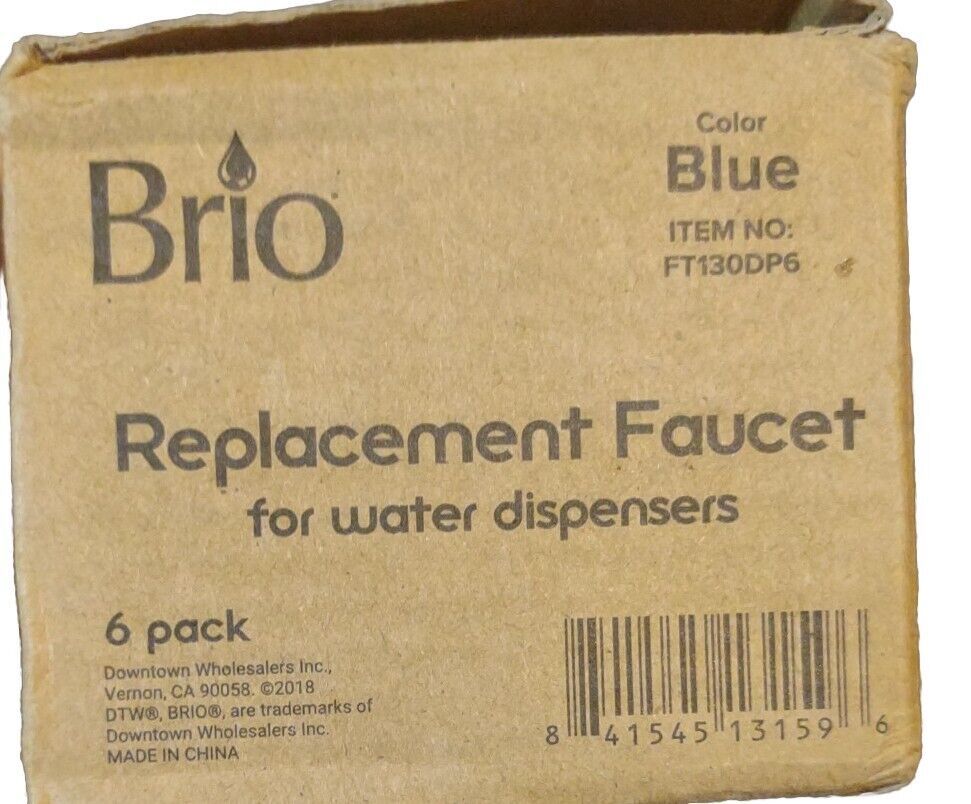 Brio
Color
Blue
ITEM NO:
FT130DP6
Replacement Faucet
for water dispensers
6 pack
Downtown Wholesalers Inc.,
Vernon, CA 90058. ©2018
DTW®, BRIO®, are trademarks of
Downtown Wholesalers Inc.
MADE IN CHINA
8 41545 13159 6